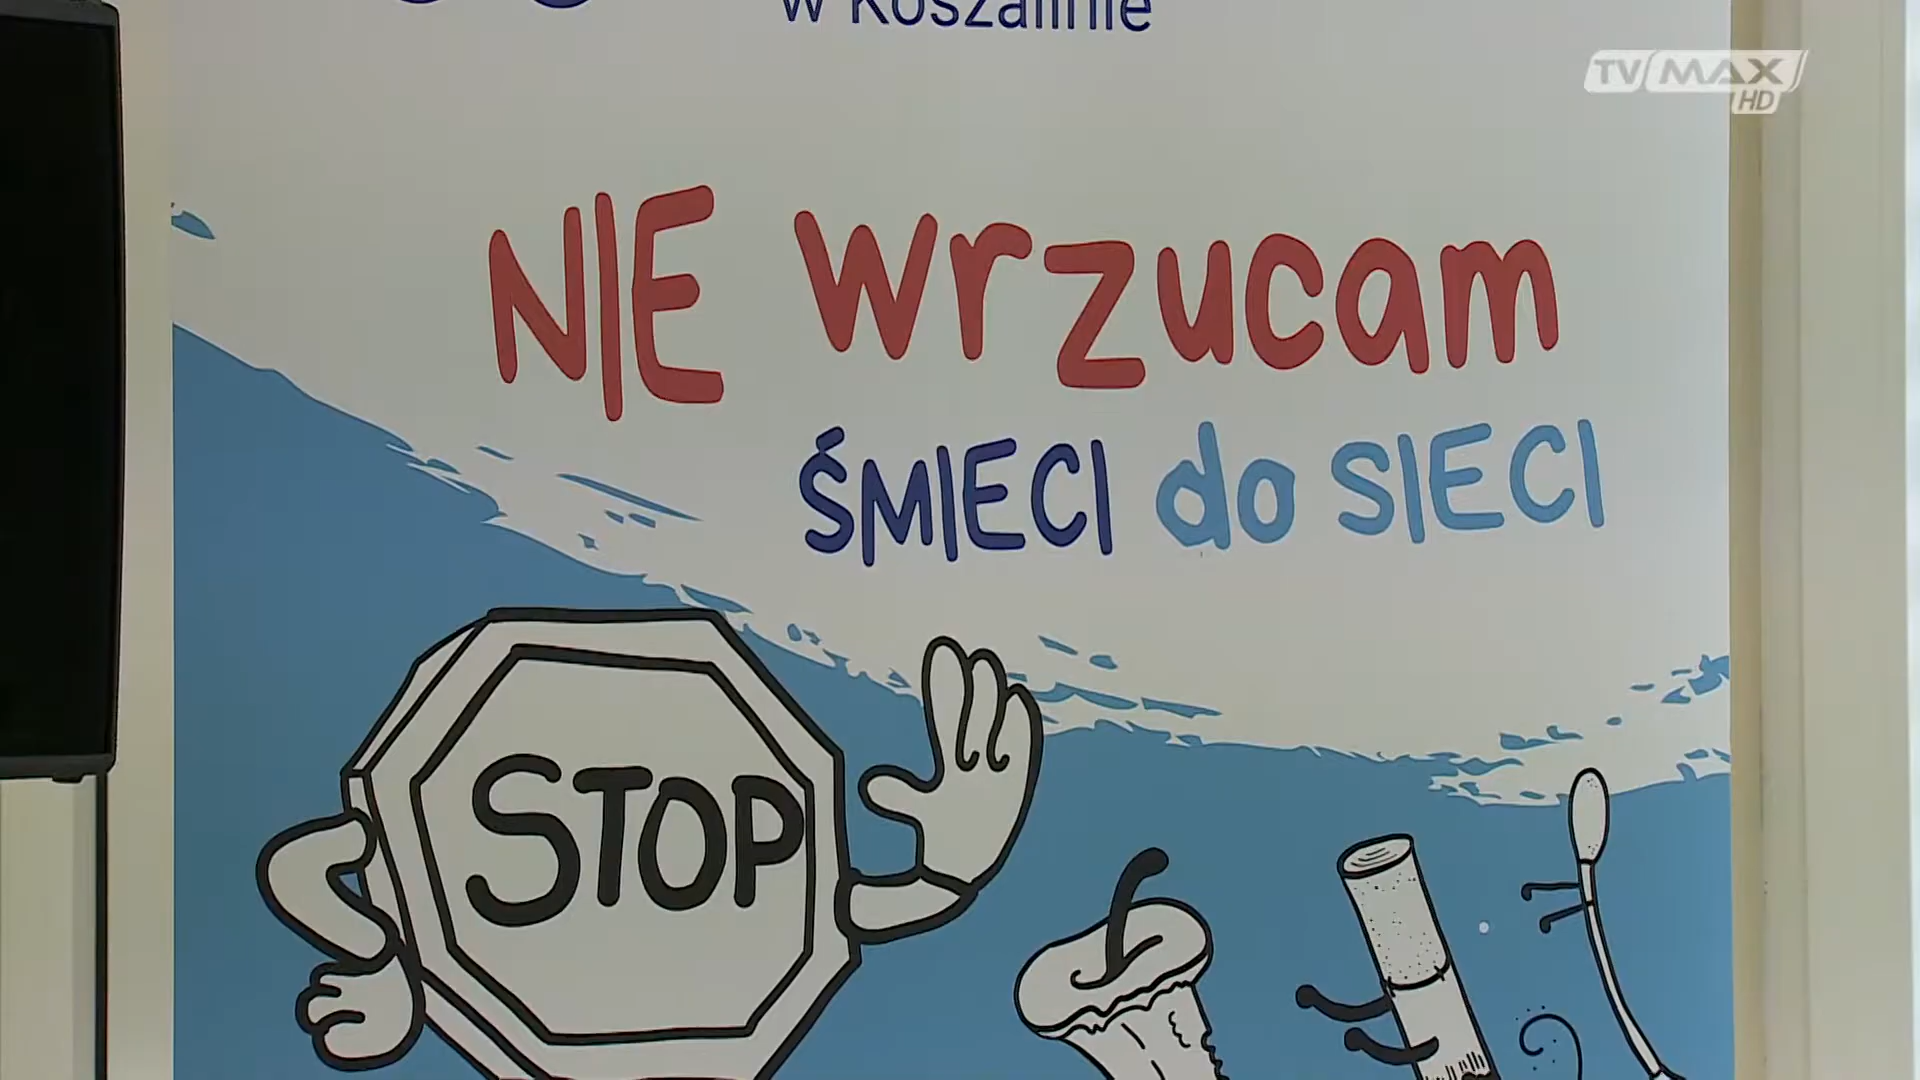 w Koszalinie
TV MAX
HD
NIE wrzucam
ŚMIECI do SIECI
STOP